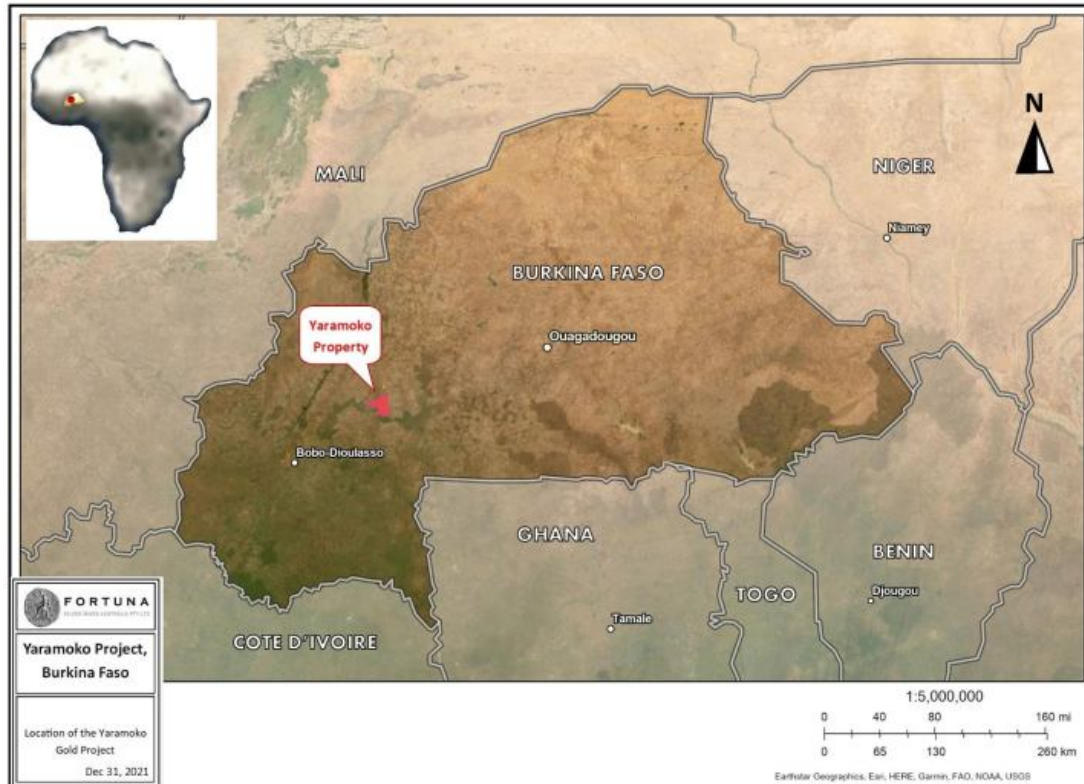 MALI
NIGER
N
Niamey
BURKINA FASO
Yaramoko
Property
Ouagadougou
Bobo-Dioulasso
GHANA
BENIN
TOGO
Djougou
Tamale
COTE D'IVOIRE
FORTUNA
Yaramoko Project,
Burkina Faso
Location of the Yaramoko
Gold Project
Dec 31, 2021
1:5,000,000
0 40 80 160 mi
0 65 130 260 km
Earthstar Geographics, Esri, HERE, Garmin, FAO, NOAA, USGS